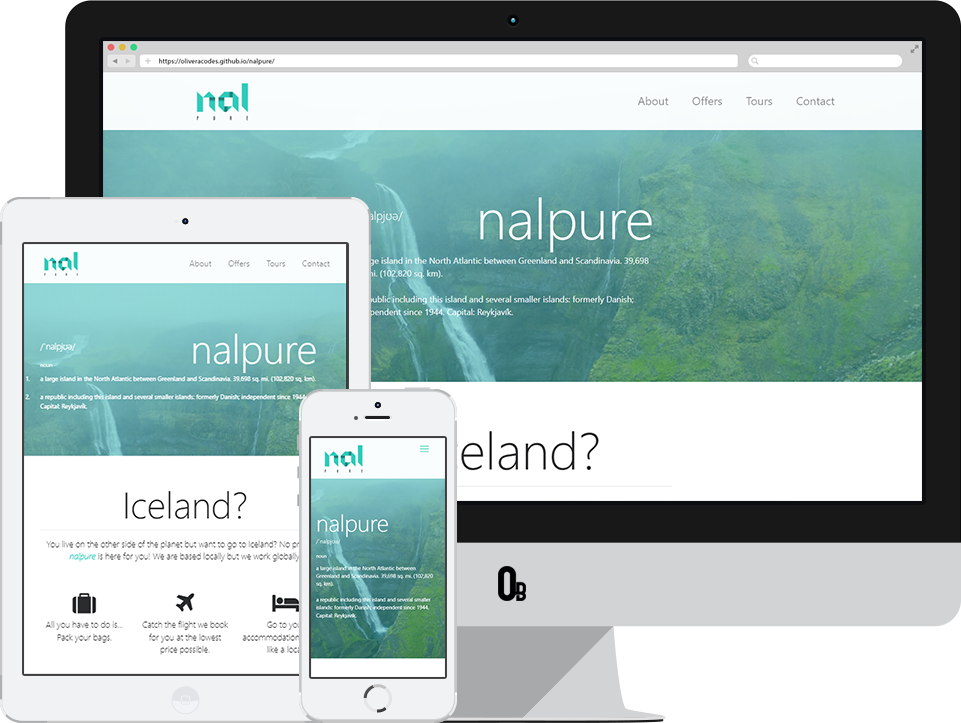 https://oliveracodes.github.io/nalpure/
nal
PURE
About Offers Tours Contact
alpjʊə/
nalpure
ge island in the North Atlantic between Greenland and Scandinavia. 39,698
mi. (102,820 sq. km).
public including this island and several smaller islands: formerly Danish;
pendent since 1944. Capital: Reykjavík.
eland?
OB
nal
PURE
About Offers Tours Contact
/ˈnalpjʊə/
nalpure
noun
1. a large island in the North Atlantic between Greenland and Scandinavia. 39,698 sq. mi. (102,820 sq. km).
2. a republic including this island and several smaller islands: formerly Danish; independent since 1944.
Capital: Reykjavík.
Iceland?
You live on the other side of the planet but want to go to Iceland? No pr
nalpure is here for you! We are based locally but we work globally
All you have to do is...
Pack your bags.
Catch the flight we book
for you at the lowest
price possible.
Go to you
accommodation
like a loca
nal
PURE
nalpure
/ˈnalpjʊə/
noun
a large island in the North Atlantic between
Greenland and Scandinavia. 39,698 sq. mi. (102,820
sq. km).
a republic including this island and several smaller
islands: formerly Danish; independent since 1944.
Capital: Reykjavík.